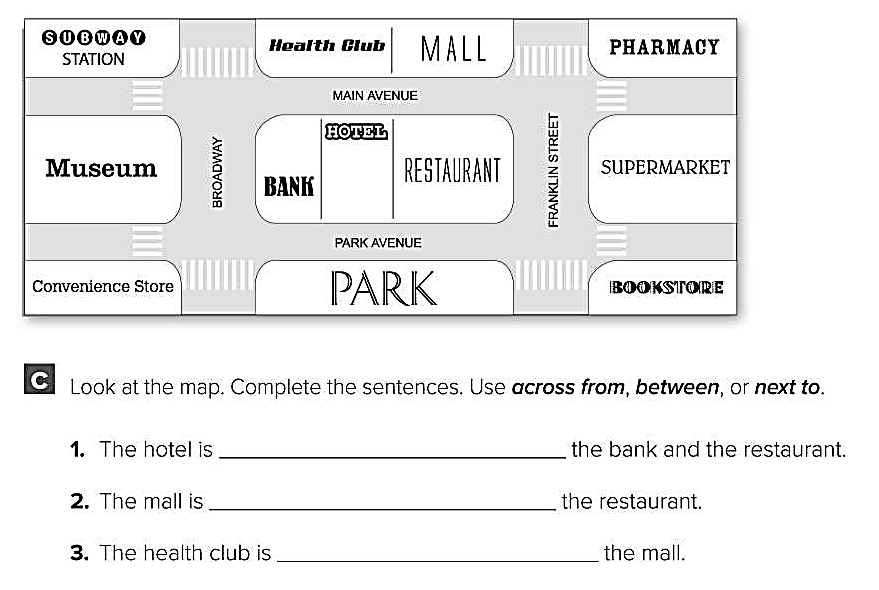 SUBWAY
STATION
Health Club
MALL
PHARMACY
MAIN AVENUE
Museum
BROADWAY
BANK
HOTEL
RESTAURANT
FRANKLIN STREET
SUPERMARKET
PARK AVENUE
Convenience Store
PARK
BOOKSTORE
C Look at the map. Complete the sentences. Use across from, between, or next to.
1. The hotel is ______________ the bank and the restaurant.
2. The mall is ______________ the restaurant.
3. The health club is ______________ the mall.